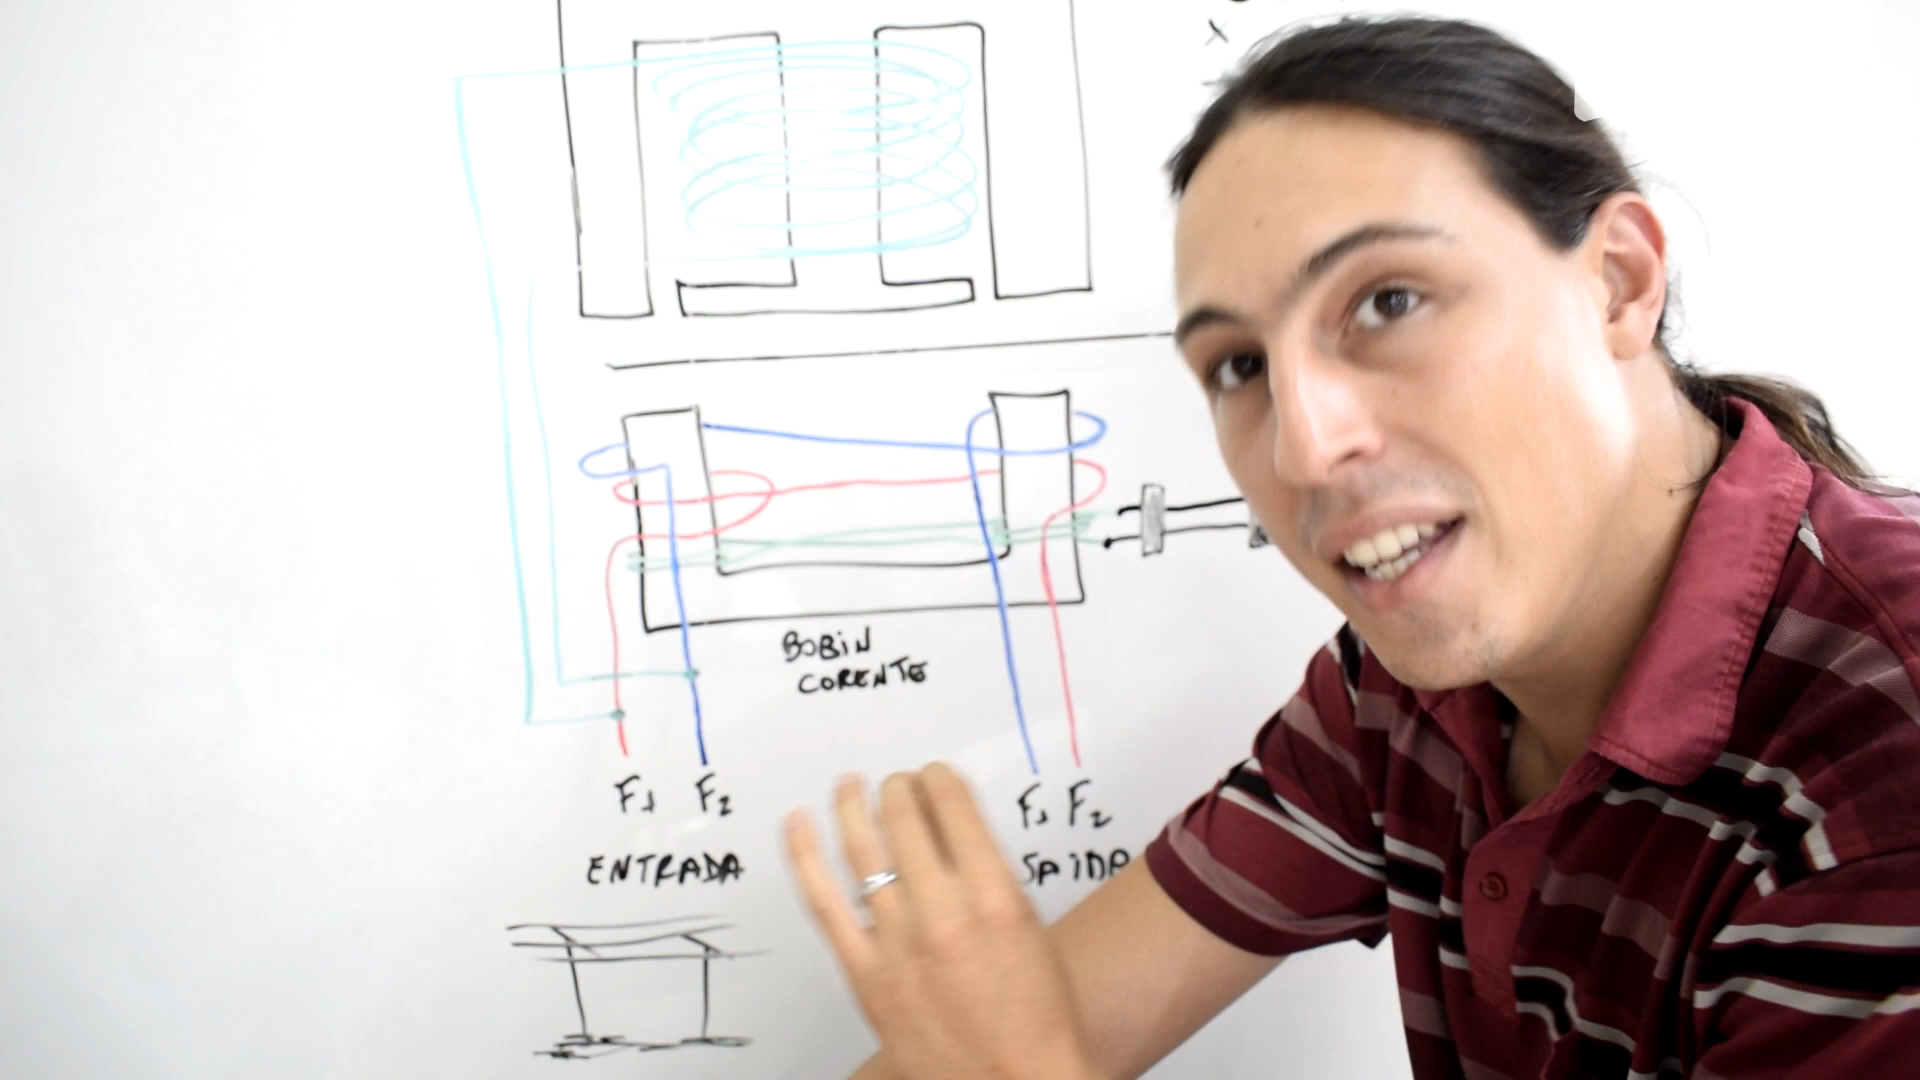 x
BOBIN
CORENTE
F1 F2
F1 F2
ENTRADA
SAIDA